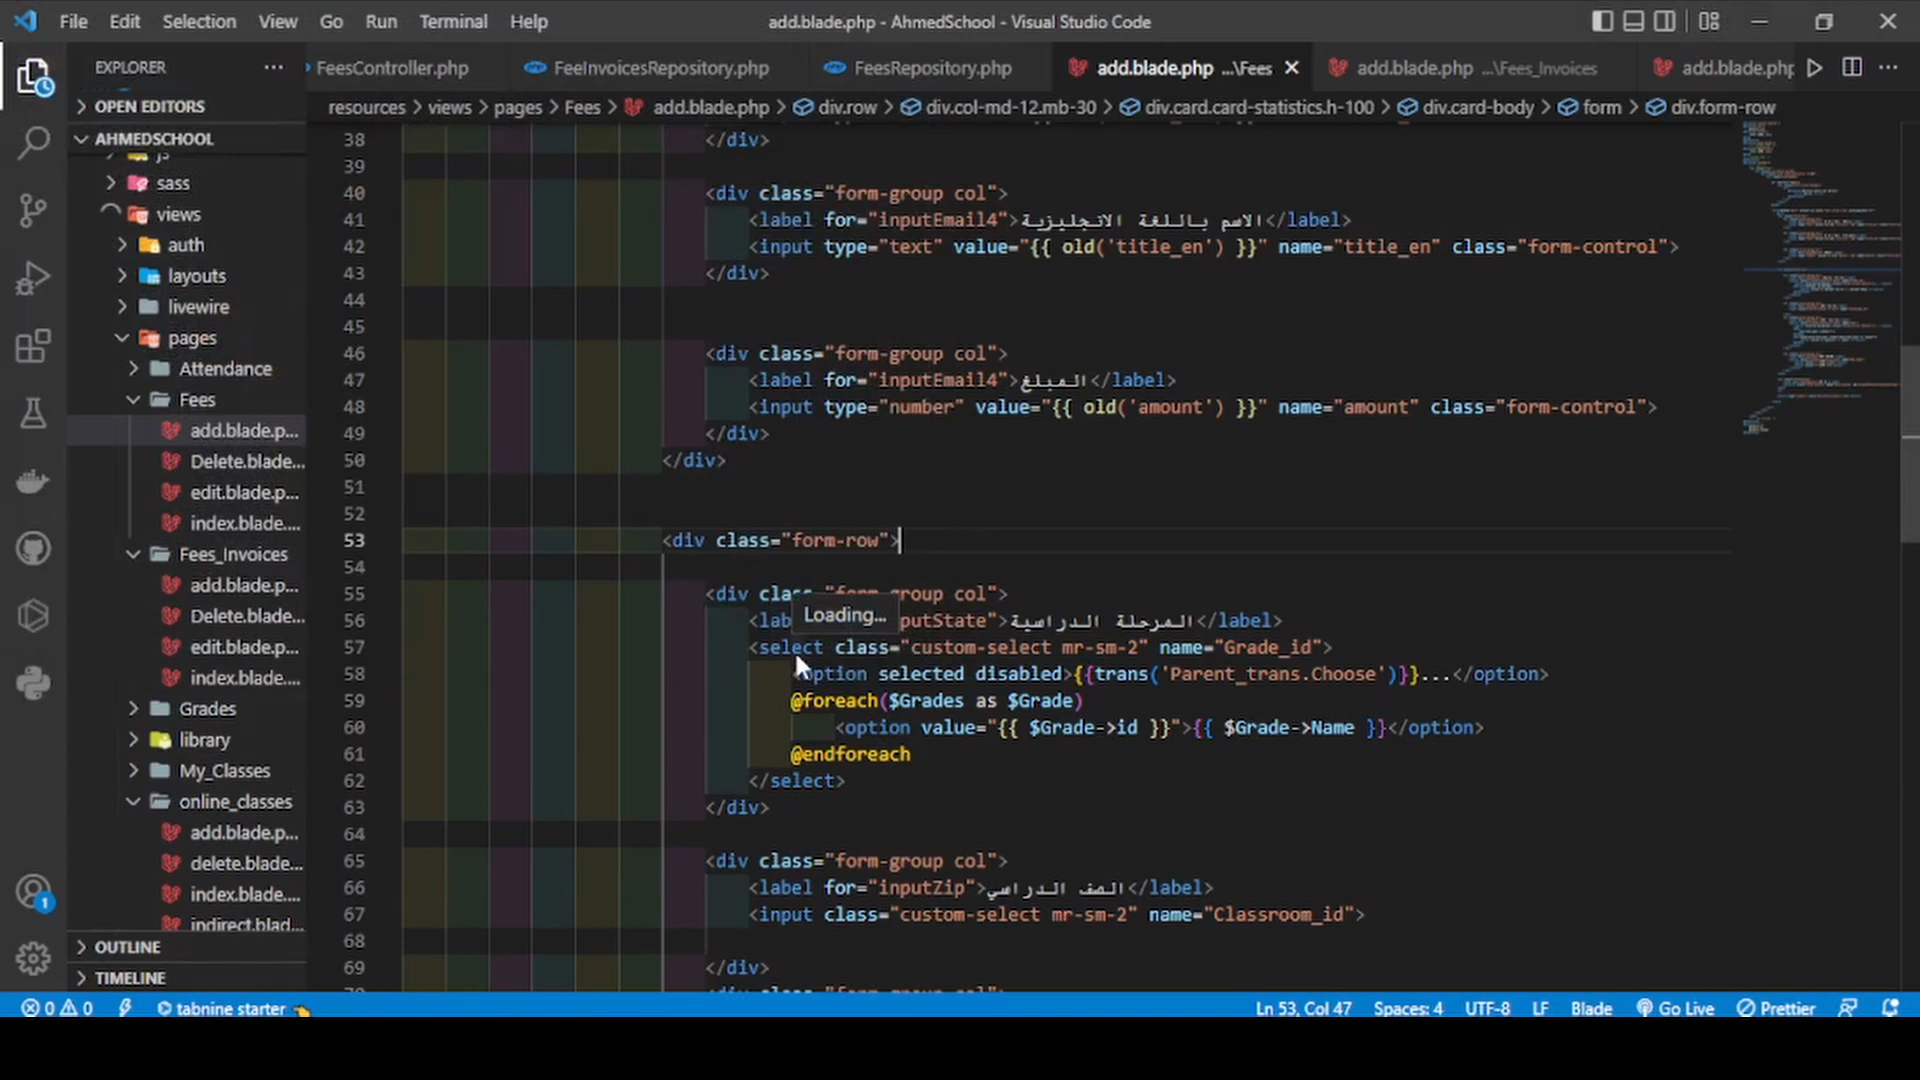 File Edit Selection View Go Run Terminal Help
add.blade.php - AhmedSchool - Visual Studio Code
EXPLORER
FeesController.php
FeeInvoicesRepository.php
FeesRepository.php
add.blade.php ...\Fees
add.blade.php ...\Fees_Invoices
add.blade.php
OPEN EDITORS
resources > views > pages > Fees > add.blade.php > div.row > div.col-md-12.mb-30 > div.card.card-statistics.h-100 > div.card-body > form > div.form-row
AHMEDSCHOOL
js
sass
views
auth
layouts
livewire
pages
Attendance
Fees
add.blade.p...
Delete.blade...
edit.blade.p...
index.blade....
Fees_Invoices
add.blade.p...
Delete.blade...
edit.blade.p...
index.blade....
Grades
library
My_Classes
online_classes
add.blade.p...
delete.blade...
index.blade....
indirect.blad...
OUTLINE
TIMELINE
38 </div>
39
40 <div class="form-group col">
41 <label for="inputEmail4">الاسم باللغة الانجليزية</label>
42 <input type="text" value="{{ old('title_en') }}" name="title_en" class="form-control">
43 </div>
44
45
46 <div class="form-group col">
47 <label for="inputEmail4">المبلغ</label>
48 <input type="number" value="{{ old('amount') }}" name="amount" class="form-control">
49 </div>
50 </div>
51
52
53 <div class="form-row">
54
55 <div class="form-group col">
Loading...
56 <lab putState">المرحلة الدراسية</label>
57 <select class="custom-select mr-sm-2" name="Grade_id">
58 <option selected disabled>{{trans('Parent_trans.Choose')}}...</option>
59 @foreach($Grades as $Grade)
60 <option value="{{ $Grade->id }}">{{ $Grade->Name }}</option>
61 @endforeach
62 </select>
63 </div>
64
65 <div class="form-group col">
66 <label for="inputZip">الصف الدراسي</label>
67 <input class="custom-select mr-sm-2" name="Classroom_id">
68
69 </div>
0 0 tabnine starter
Ln 53, Col 47 Spaces: 4 UTF-8 LF Blade Go Live Prettier